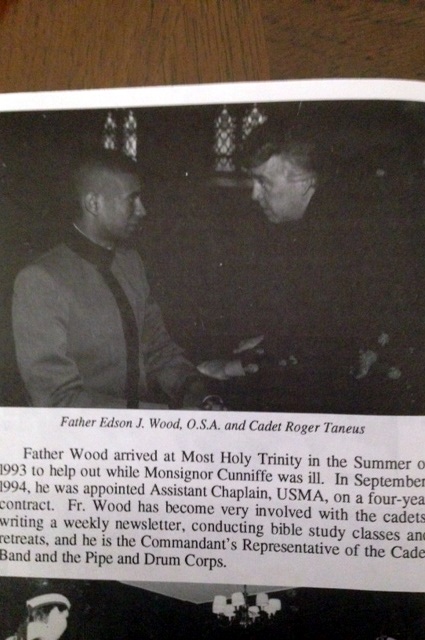 Father Edson J. Wood, O.S.A. and Cadet Roger Taneus
Father Wood arrived at Most Holy Trinity in the Summer o
1993 to help out while Monsignor Cunniffe was ill. In September
1994, he was appointed Assistant Chaplain, USMA, on a four-yea
contract. Fr. Wood has become very involved with the cadets
writing a weekly newsletter, conducting bible study classes and
retreats, and he is the Commandant's Representative of the Cade
Band and the Pipe and Drum Corps.